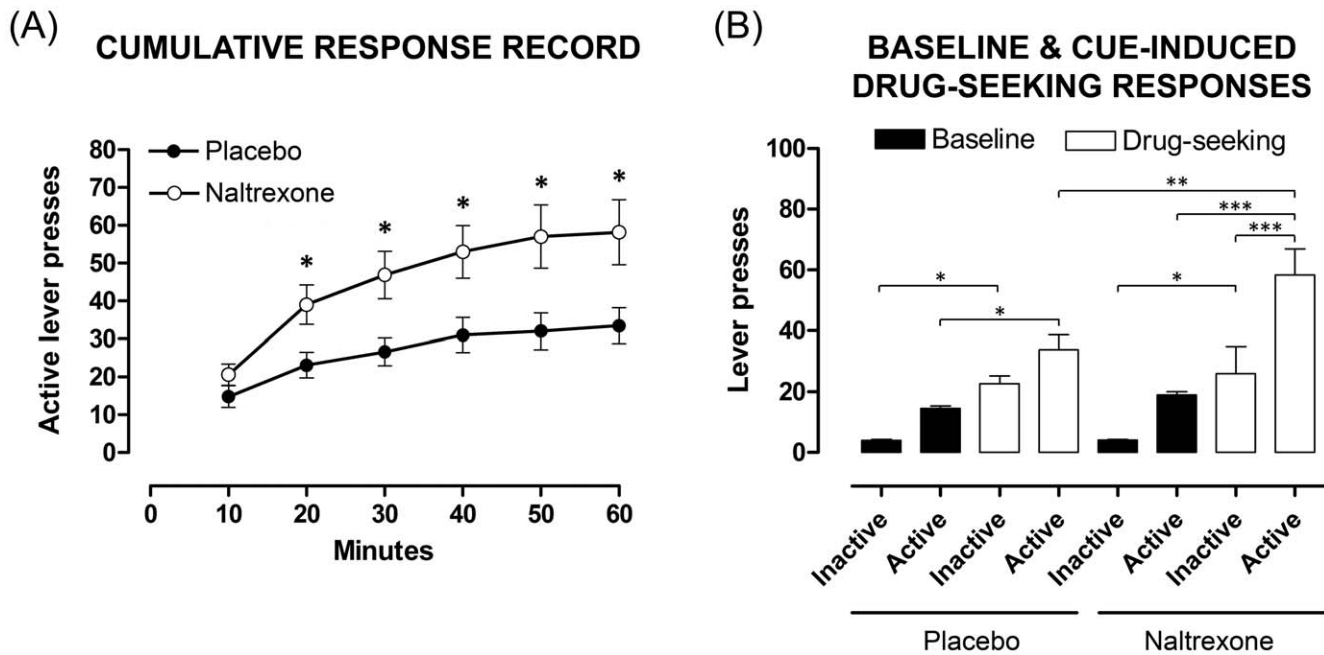 (A)
CUMULATIVE RESPONSE RECORD
Active lever presses
80
70
60
50
40
30
20
10
0
Placebo
Naltrexone
*
*
*
*
*
0 10 20 30 40 50 60
Minutes
(B)
BASELINE & CUE-INDUCED
DRUG-SEEKING RESPONSES
Baseline Drug-seeking
Lever presses
100
80
60
40
20
0
**
***
***
*
*
*
Inactive
Active
Inactive
Active
Inactive
Active
Inactive
Active
Placebo Naltrexone